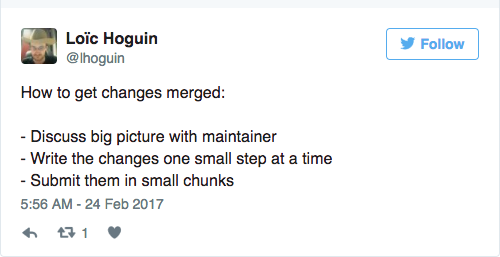 Loïc Hoguin
@lhoguin
Follow
How to get changes merged:
- Discuss big picture with maintainer
- Write the changes one small step at a time
- Submit them in small chunks
5:56 AM - 24 Feb 2017
1